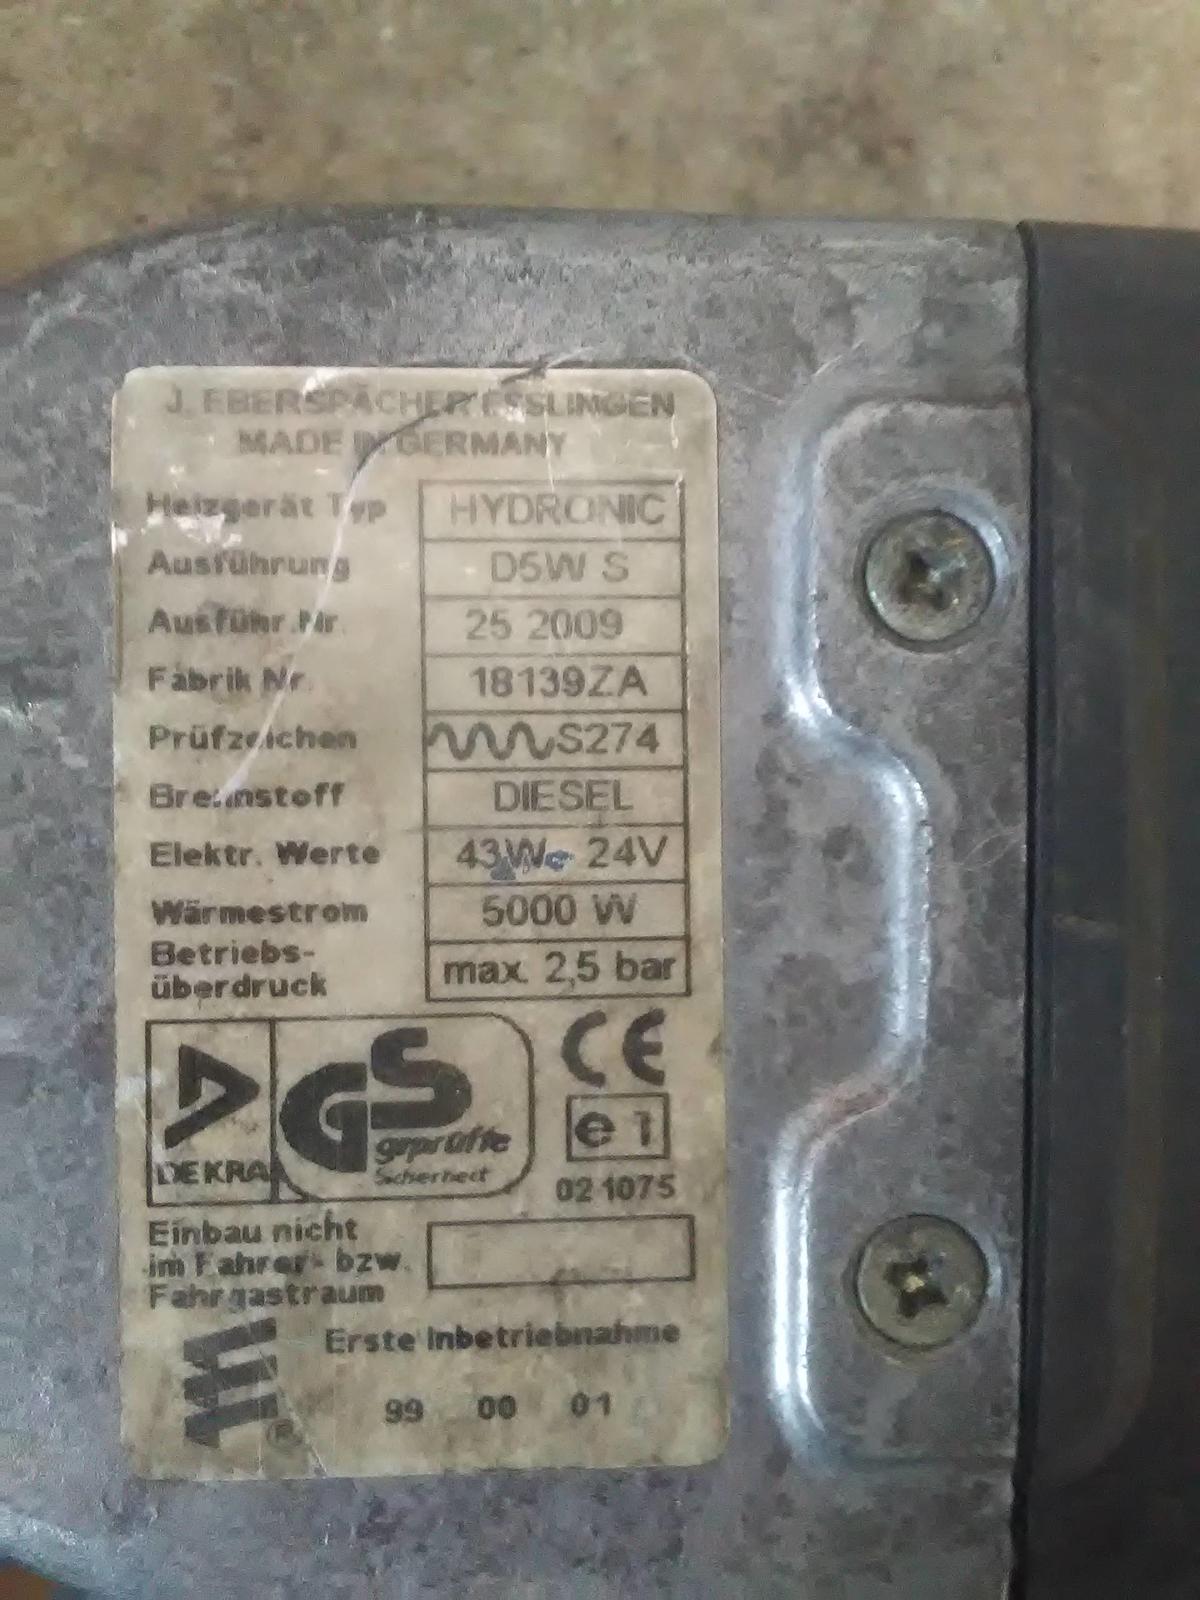 J. EBERSPÄCHER ESSLINGEN
MADE IN GERMANY
Heizgerät Typ HYDRONIC
Ausführung D5W S
Ausführ.Nr. 25 2009
Fabrik Nr. 18139ZA
Prüfzeichen S274
Brennstoff DIESEL
Elektr. Werte 43W 24V
Wärmestrom 5000 W
Betriebs-
überdruck max. 2,5 bar
DEKRA
GS
geprüfte
Sicherheit
CE
e 1
021075
Einbau nicht
im Fahrer- bzw.
Fahrgastraum
Erste Inbetriebnahme
99 00 01
®